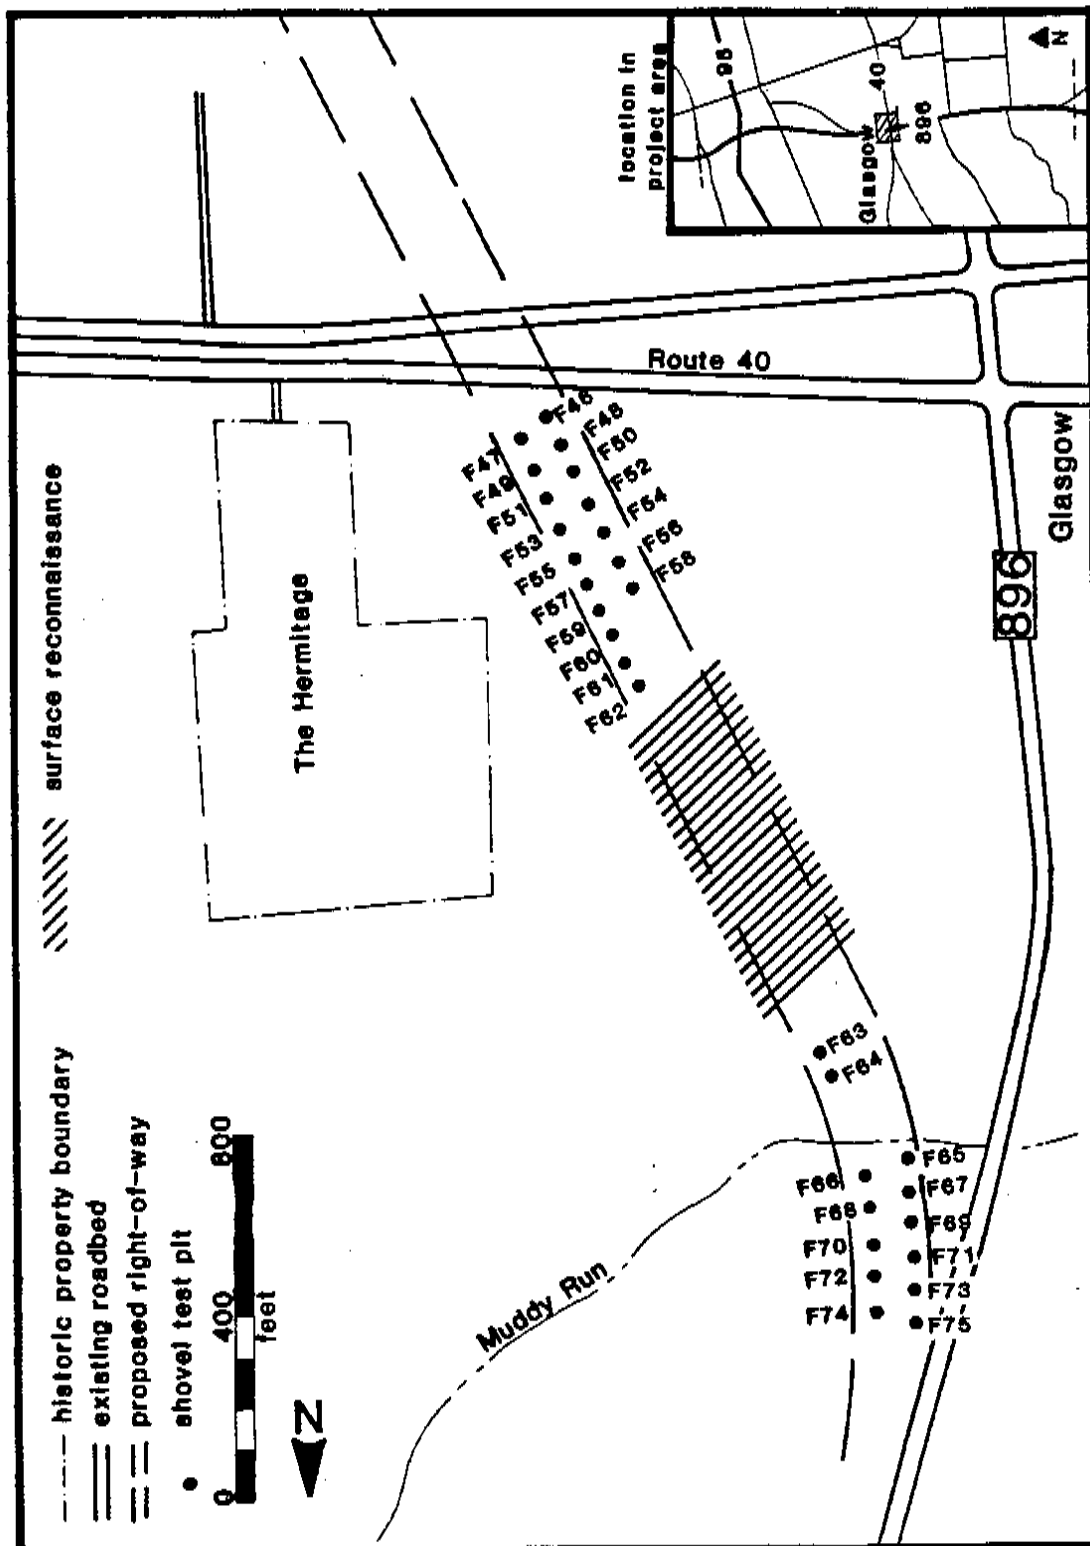 historic property boundary
surface reconnaissance
existing roadbed
proposed right-of-way
shovel test pit
0 400 800
feet
N
The Hermitage
Muddy Run
Route 40
896
Glasgow
location in
project area
96
40
Glasgow
896
N
F46
F47
F48
F49
F50
F51
F52
F53
F54
F55
F56
F57
F58
F59
F60
F61
F62
F63
F64
F65
F66
F67
F68
F69
F70
F71
F72
F73
F74
F75